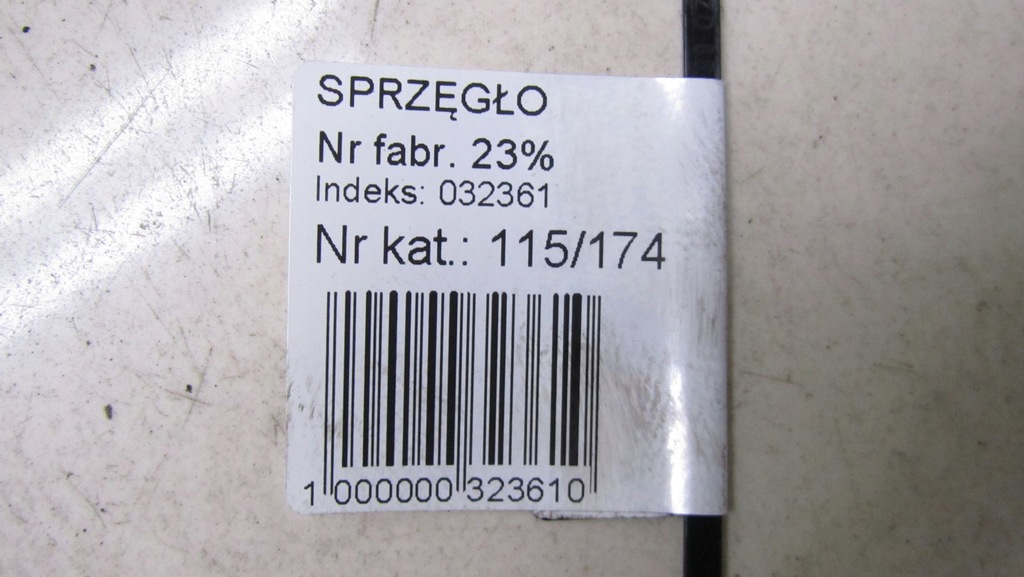 SPRZĘGŁO
Nr fabr. 23%
Indeks: 032361
Nr kat.: 115/174
1 000000 323610